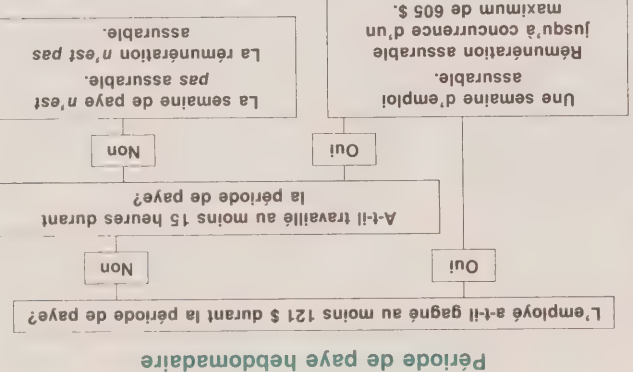 Période de paye hebdomadaire
L'employé a-t-il gagné au moins 121 $ durant la période de paye?
Oui
Non
A-t-il travaillé au moins 15 heures durant
la période de paye?
Oui
Non
Une semaine d'emploi
assurable.
Rémunération assurable
jusqu'à concurrence d'un
maximum de 605 $.
La semaine de paye n'est
pas assurable.
La rémunération n'est pas
assurable.